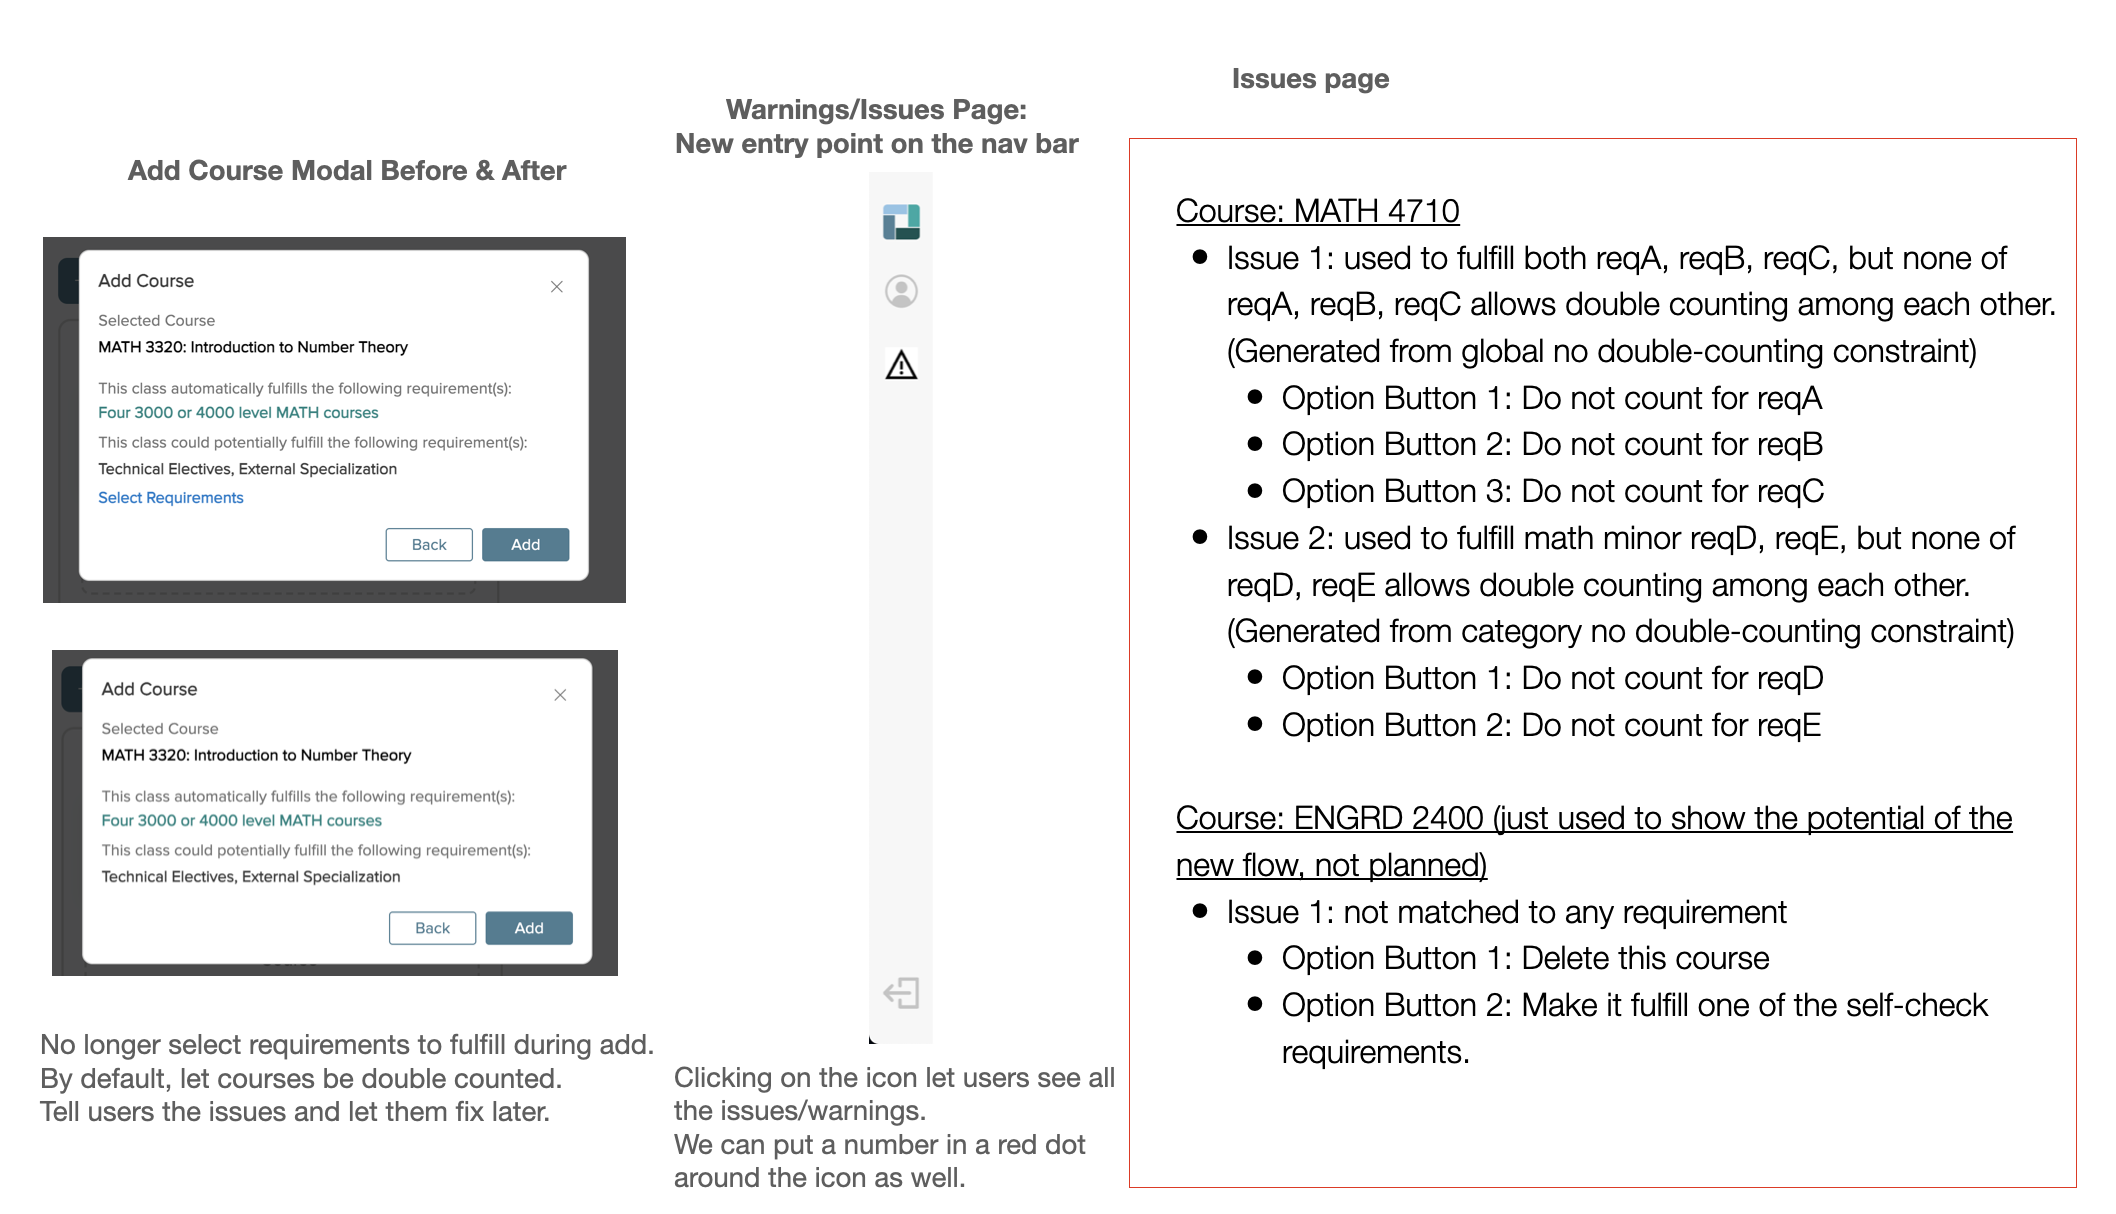 Add Course Modal Before & After
Add Course
Selected Course
MATH 3320: Introduction to Number Theory
This class automatically fulfills the following requirement(s):
Four 3000 or 4000 level MATH courses
This class could potentially fulfill the following requirement(s):
Technical Electives, External Specialization
Select Requirements
Back
Add
Add Course
Selected Course
MATH 3320: Introduction to Number Theory
This class automatically fulfills the following requirement(s):
Four 3000 or 4000 level MATH courses
This class could potentially fulfill the following requirement(s):
Technical Electives, External Specialization
Back
Add
No longer select requirements to fulfill during add.
By default, let courses be double counted.
Tell users the issues and let them fix later.
Warnings/Issues Page:
New entry point on the nav bar
Clicking on the icon let users see all
the issues/warnings.
We can put a number in a red dot
around the icon as well.
Issues page
Course: MATH 4710
Issue 1: used to fulfill both reqA, reqB, reqC, but none of
reqA, reqB, reqC allows double counting among each other.
(Generated from global no double-counting constraint)
Option Button 1: Do not count for reqA
Option Button 2: Do not count for reqB
Option Button 3: Do not count for reqC
Issue 2: used to fulfill math minor reqD, reqE, but none of
reqD, reqE allows double counting among each other.
(Generated from category no double-counting constraint)
Option Button 1: Do not count for reqD
Option Button 2: Do not count for reqE
Course: ENGRD 2400 (just used to show the potential of the
new flow, not planned)
Issue 1: not matched to any requirement
Option Button 1: Delete this course
Option Button 2: Make it fulfill one of the self-check
requirements.